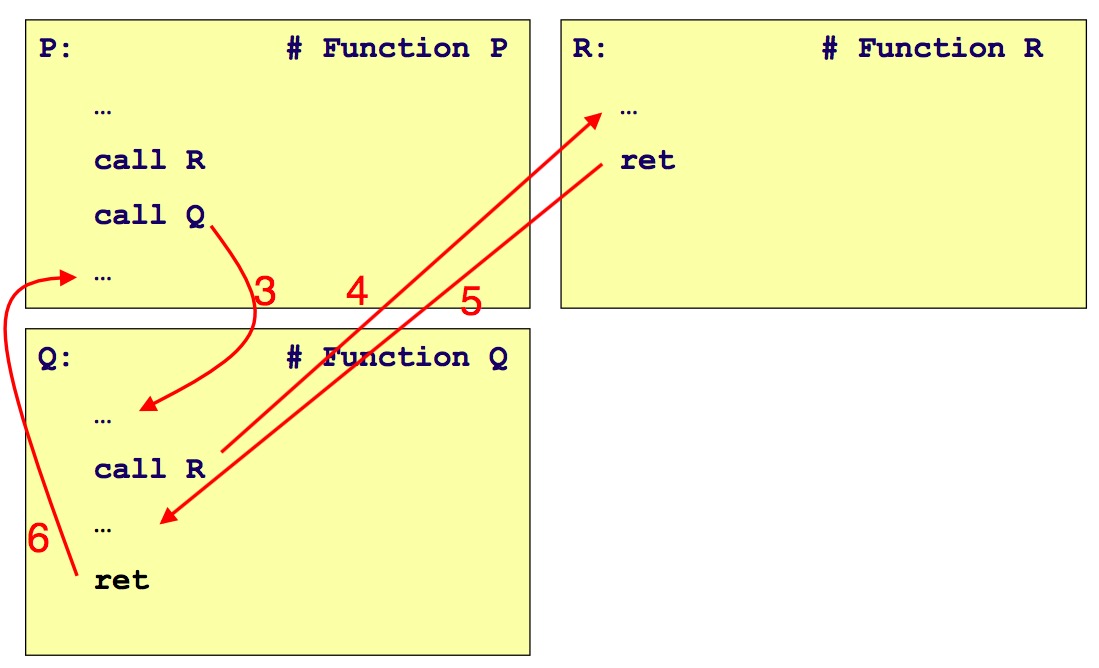 P: # Function P
…
call R
call Q
…
R: # Function R
…
ret
3
4
5
Q: # Function Q
…
call R
…
6
ret